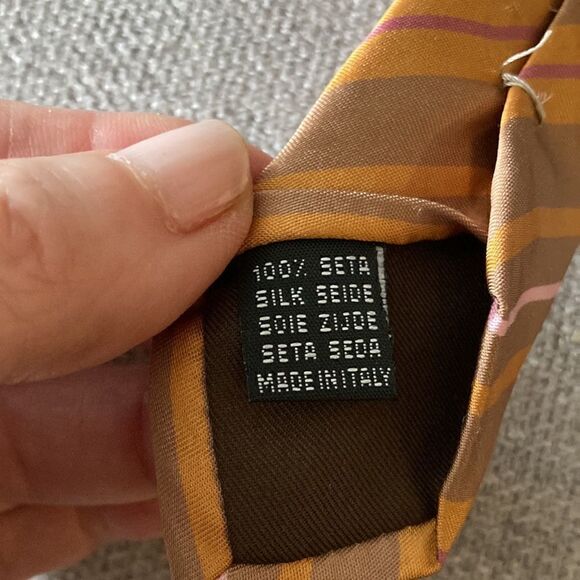 100% SETA
SILK SEIDE
SOIE ZIJDE
SETA SEDA
MADE IN ITALY